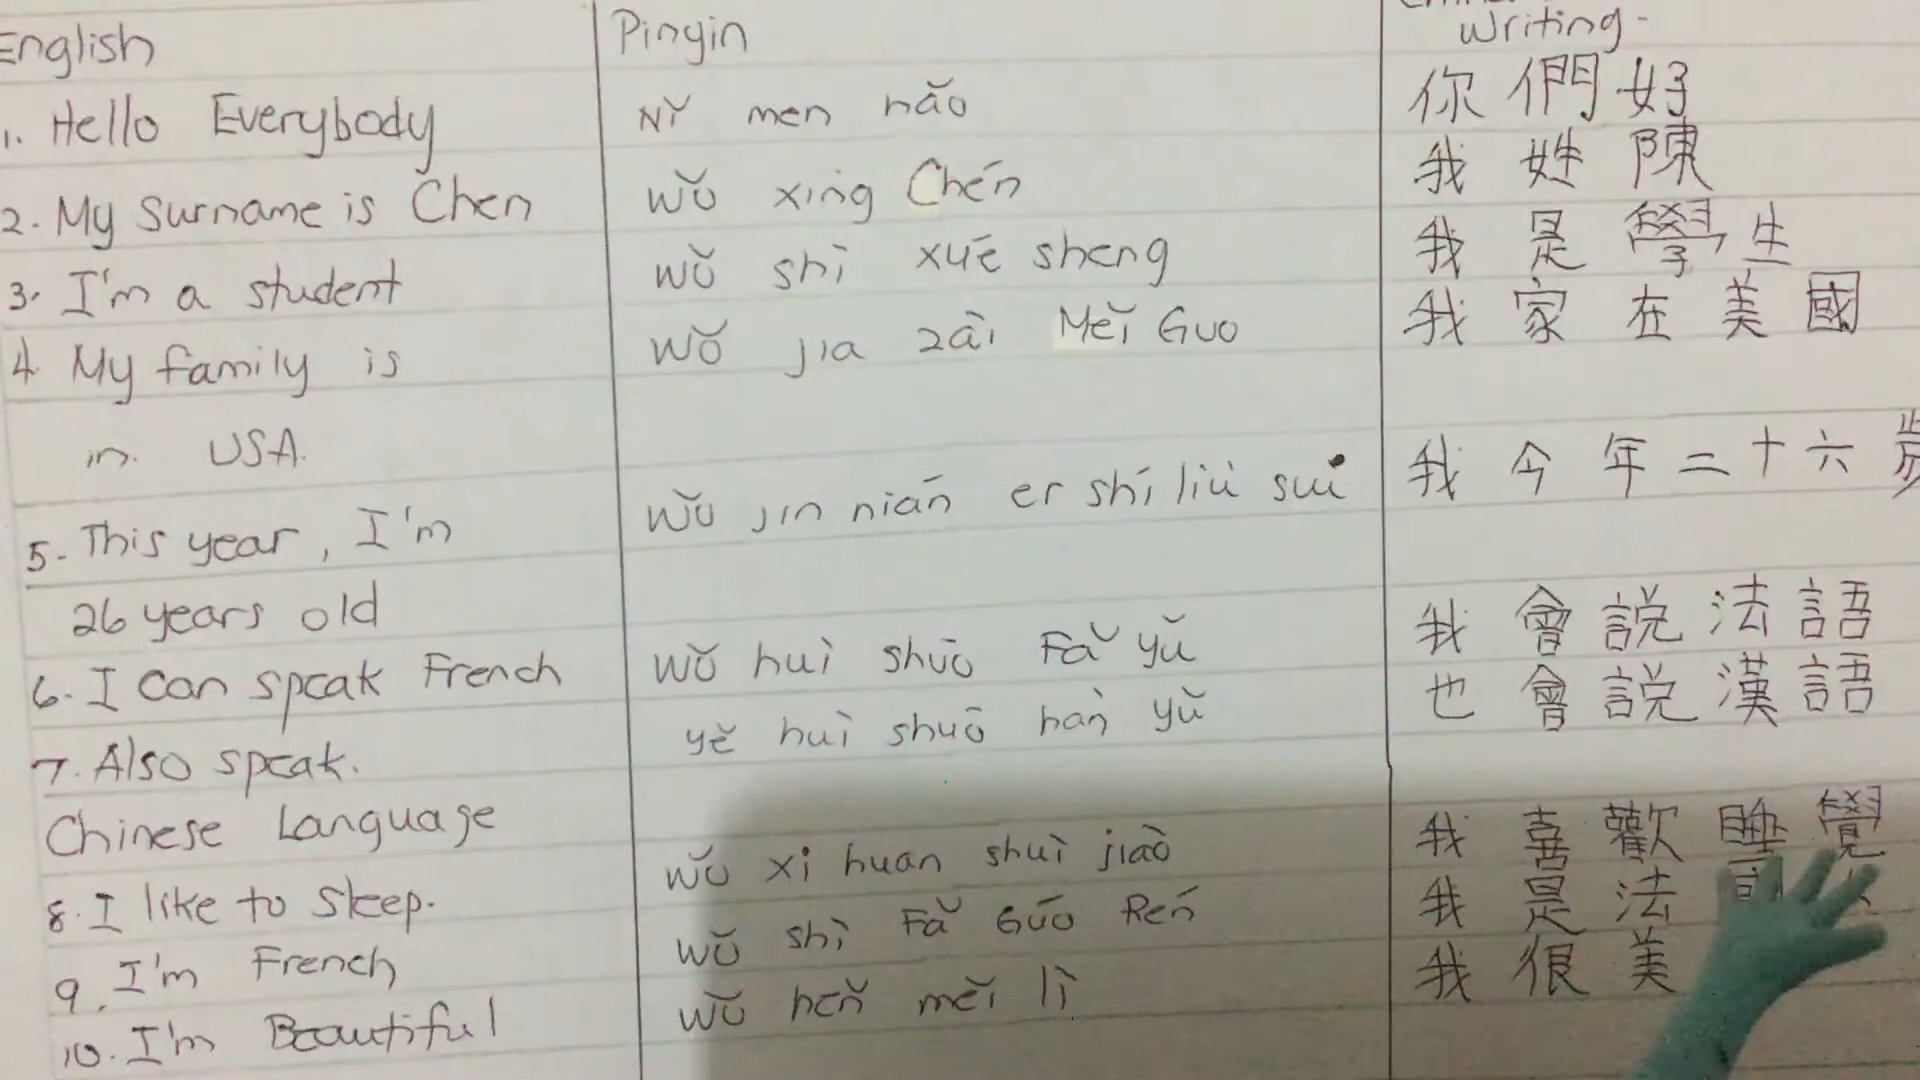 English Pinyin Writing-
1. Hello Everybody Nǐ men hǎo 你 們 好
2. My surname is Chen wǒ xing Chén 我 姓 陳
3. I'm a student wǒ shì xué sheng 我 是 學 生
4. My family is wǒ jia zài Měi Guo 我 家 在 美 國
in. USA.
5. This year, I'm wǒ jin nián er shí liù sui 我 今 年 二 十 六 歲
26 years old
6. I can speak French wǒ huì shuō Fǎ yǔ 我 會 説 法 語
7. Also speak. yě huì shuō hàn yǔ 也 會 説 漢 語
Chinese Language
8. I like to sleep. wǒ xi huan shuì jiào 我 喜 歡 睡 覺
9. I'm French wǒ shì Fǎ Guó Rén 我 是 法
10. I'm Beautiful wǒ hěn měi lì 我 很 美